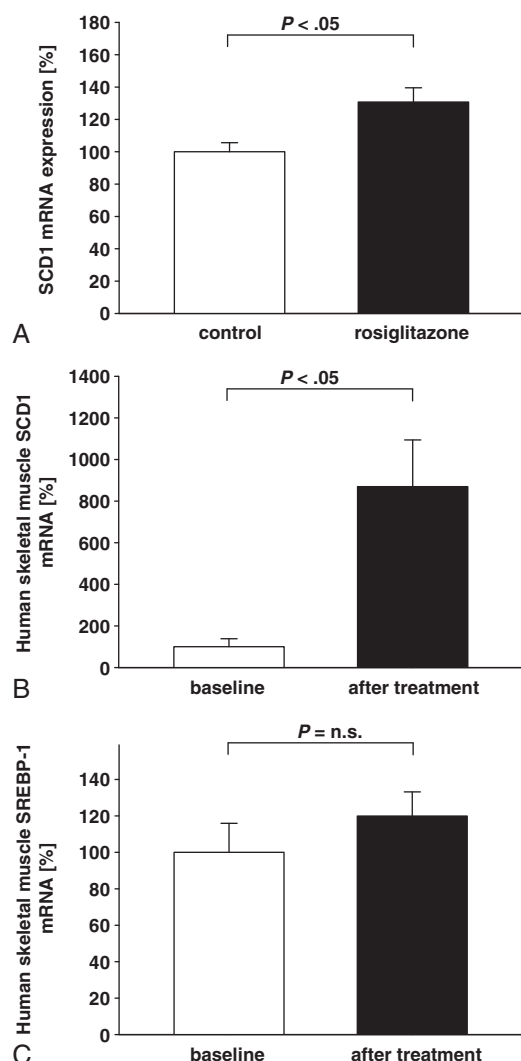 P < .05
SCD1 mRNA expression [%]
180
160
140
120
100
80
60
40
20
0
control rosiglitazone
A
P < .05
Human skeletal muscle SCD1
mRNA [%]
1400
1200
1000
800
600
400
200
0
baseline after treatment
B
P = n.s.
Human skeletal muscle SREBP-1
mRNA [%]
140
120
100
80
60
40
20
0
baseline after treatment
C